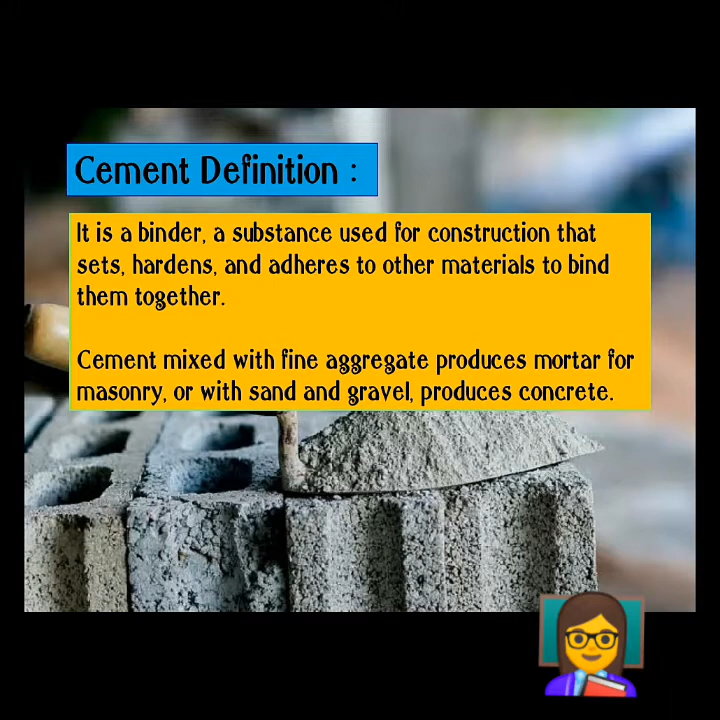 Cement Definition :
It is a binder, a substance used for construction that
sets, hardens, and adheres to other materials to bind
them together.
Cement mixed with fine aggregate produces mortar for
masonry, or with sand and gravel, produces concrete.